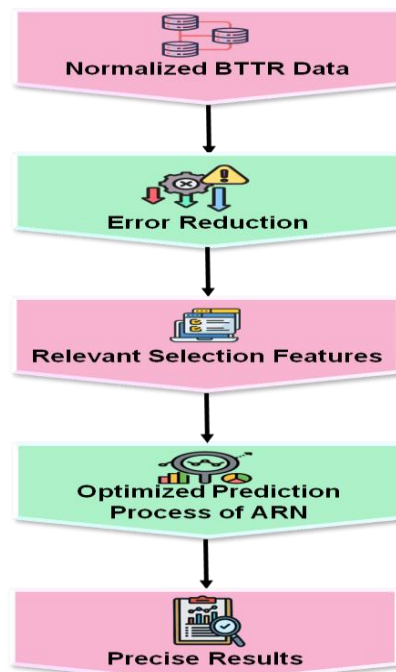 Normalized BTTR Data
Error Reduction
Relevant Selection Features
Optimized Prediction
Process of ARN
Precise Results